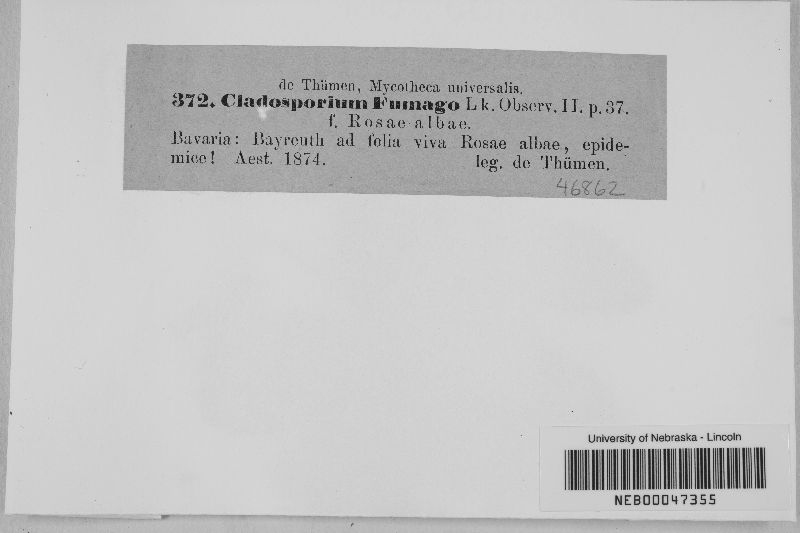 de Thümen, Mycotheca universalis.
372. Cladosporium Fumago Lk. Observ. II. p. 37.
f. Rosae albae.
Bavaria: Bayreuth ad folia viva Rosae albae, epide-
mice! Aest. 1874. leg. de Thümen.
46862
University of Nebraska - Lincoln
NEB00047355